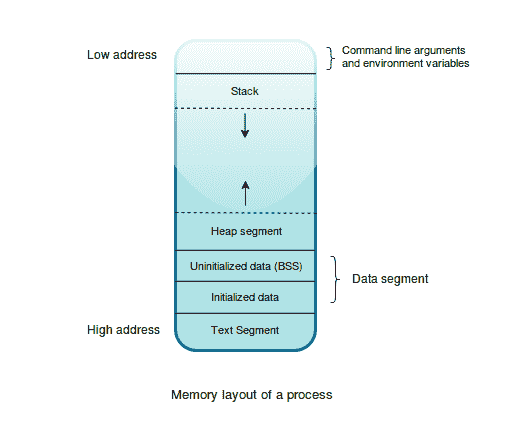 Low address
Command line arguments
and environment variables
Stack
Heap segment
Uninitialized data (BSS)
Data segment
Initialized data
High address
Text Segment
Memory layout of a process